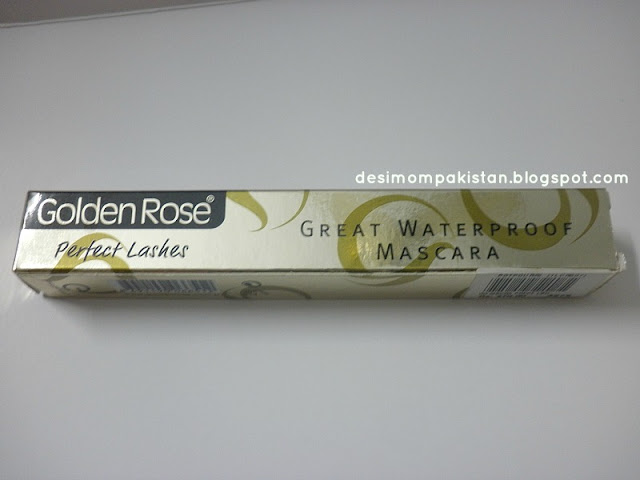 desimompakistan.blogspot.com
Golden Rose®
Perfect Lashes
GREAT WATERPROOF
MASCARA